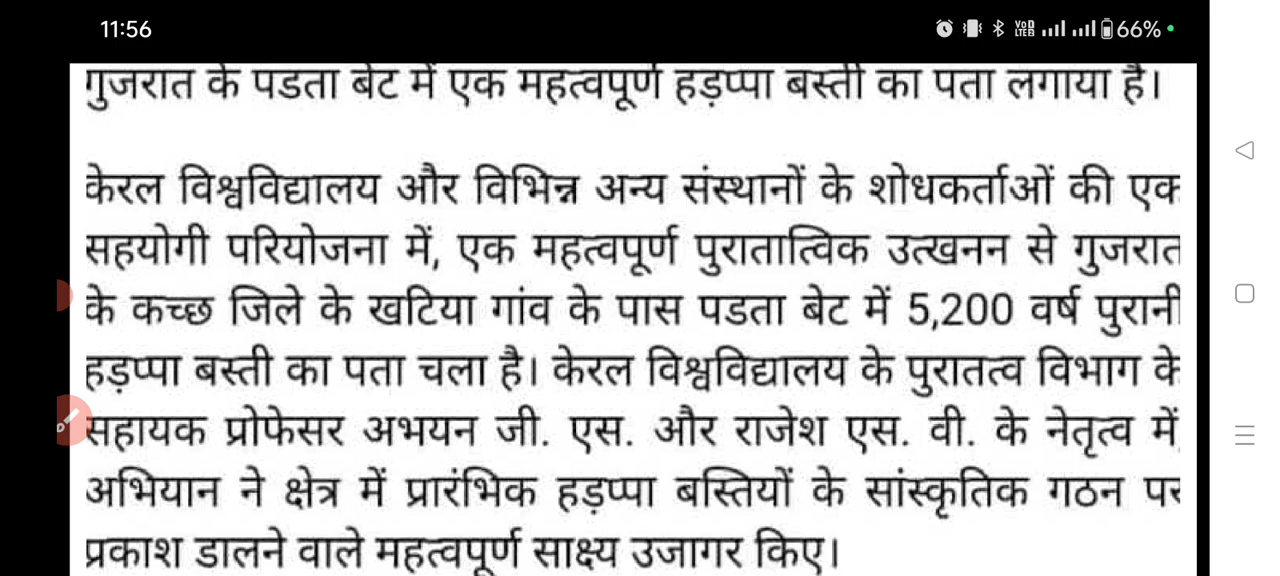 11:56
VoD LTED 66%
गुजरात के पडता बेट में एक महत्वपूर्ण हड़प्पा बस्ती का पता लगाया है।
केरल विश्वविद्यालय और विभिन्न अन्य संस्थानों के शोधकर्ताओं की एक
सहयोगी परियोजना में, एक महत्वपूर्ण पुरातात्विक उत्खनन से गुजरात
के कच्छ जिले के खटिया गांव के पास पडता बेट में 5,200 वर्ष पुरानी
हड़प्पा बस्ती का पता चला है। केरल विश्वविद्यालय के पुरातत्व विभाग के
सहायक प्रोफेसर अभयन जी. एस. और राजेश एस. वी. के नेतृत्व में
अभियान ने क्षेत्र में प्रारंभिक हड़प्पा बस्तियों के सांस्कृतिक गठन पर
प्रकाश डालने वाले महत्वपूर्ण साक्ष्य उजागर किए।